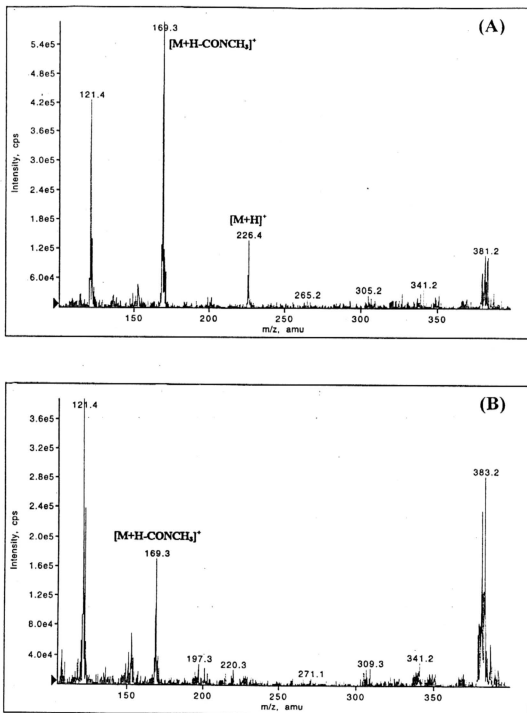 (A)
169.3
[M+H-CONCH₃]⁺
5.4e5
4.8e5
121.4
4.2e5
3.6e5
3.0e5
2.4e5
1.8e5
[M+H]⁺
226.4
1.2e5
381.2
6.0e4
265.2
305.2
341.2
150
200
250
300
350
m/z, amu
Intensity, cps
(B)
121.4
3.6e5
383.2
3.2e5
2.8e5
2.4e5
[M+H-CONCH₃]⁺
2.0e5
169.3
1.6e5
1.2e5
8.0e4
4.0e4
197.3
220.3
271.1
309.3
341.2
150
200
250
300
350
m/z, amu
Intensity, cps